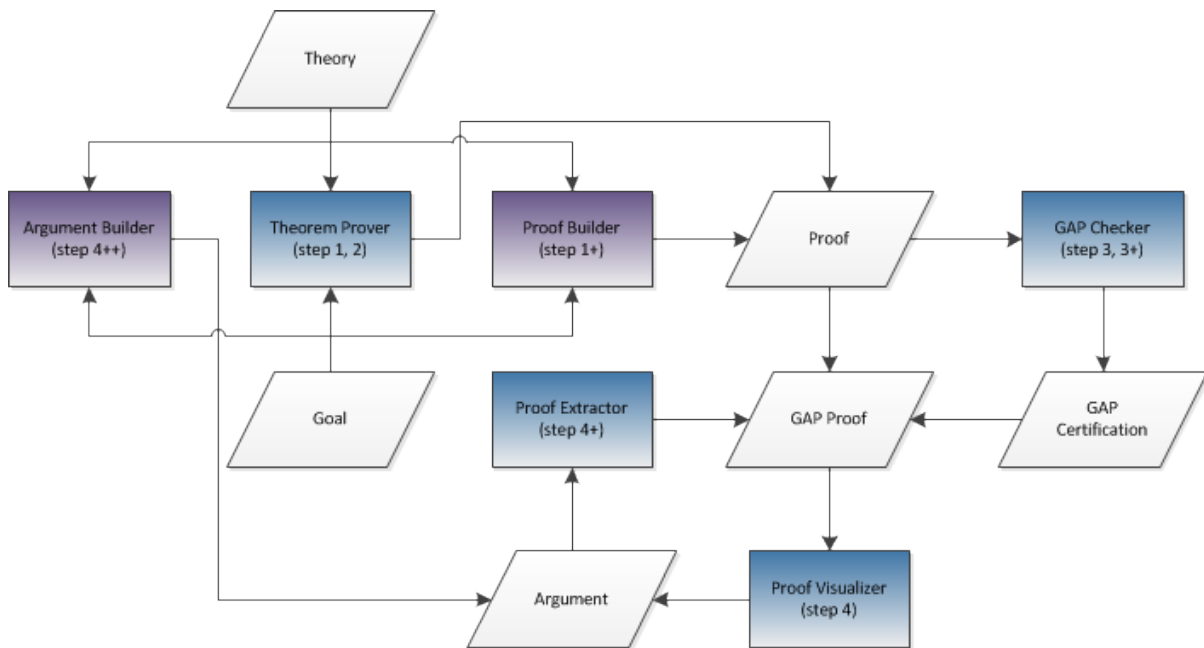 Theory
Argument Builder
(step 4++)
Theorem Prover
(step 1, 2)
Proof Builder
(step 1+)
Proof
GAP Checker
(step 3, 3+)
Goal
Proof Extractor
(step 4+)
GAP Proof
GAP
Certification
Argument
Proof Visualizer
(step 4)